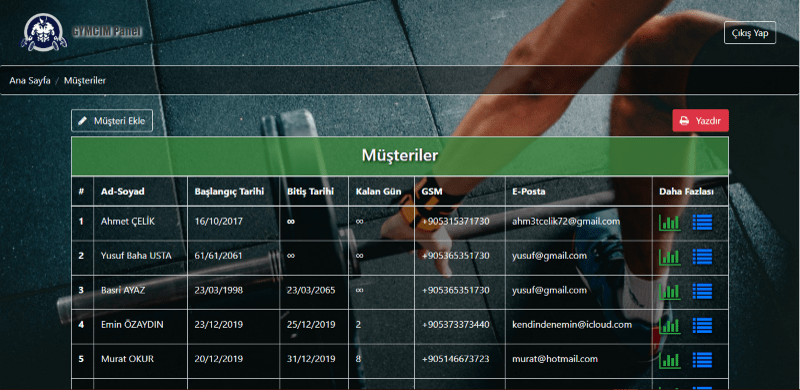 GYMCIM Panel
Çıkış Yap
Ana Sayfa / Müşteriler
Müşteri Ekle Yazdır
Müşteriler
# Ad-Soyad Başlangıç Tarihi Bitiş Tarihi Kalan Gün GSM E-Posta Daha Fazlası
1 Ahmet ÇELİK 16/10/2017 ∞ ∞ +905315371730 ahm3tcelik72@gmail.com
2 Yusuf Baha USTA 61/61/2061 ∞ ∞ +905365351730 yusuf@gmail.com
3 Basri AYAZ 23/03/1998 23/03/2065 ∞ +905365351730 yusuf@gmail.com
4 Emin ÖZAYDIN 23/12/2019 25/12/2019 2 +905373373440 kendindenemin@icloud.com
5 Murat OKUR 20/12/2019 31/12/2019 8 +905146673723 murat@hotmail.com